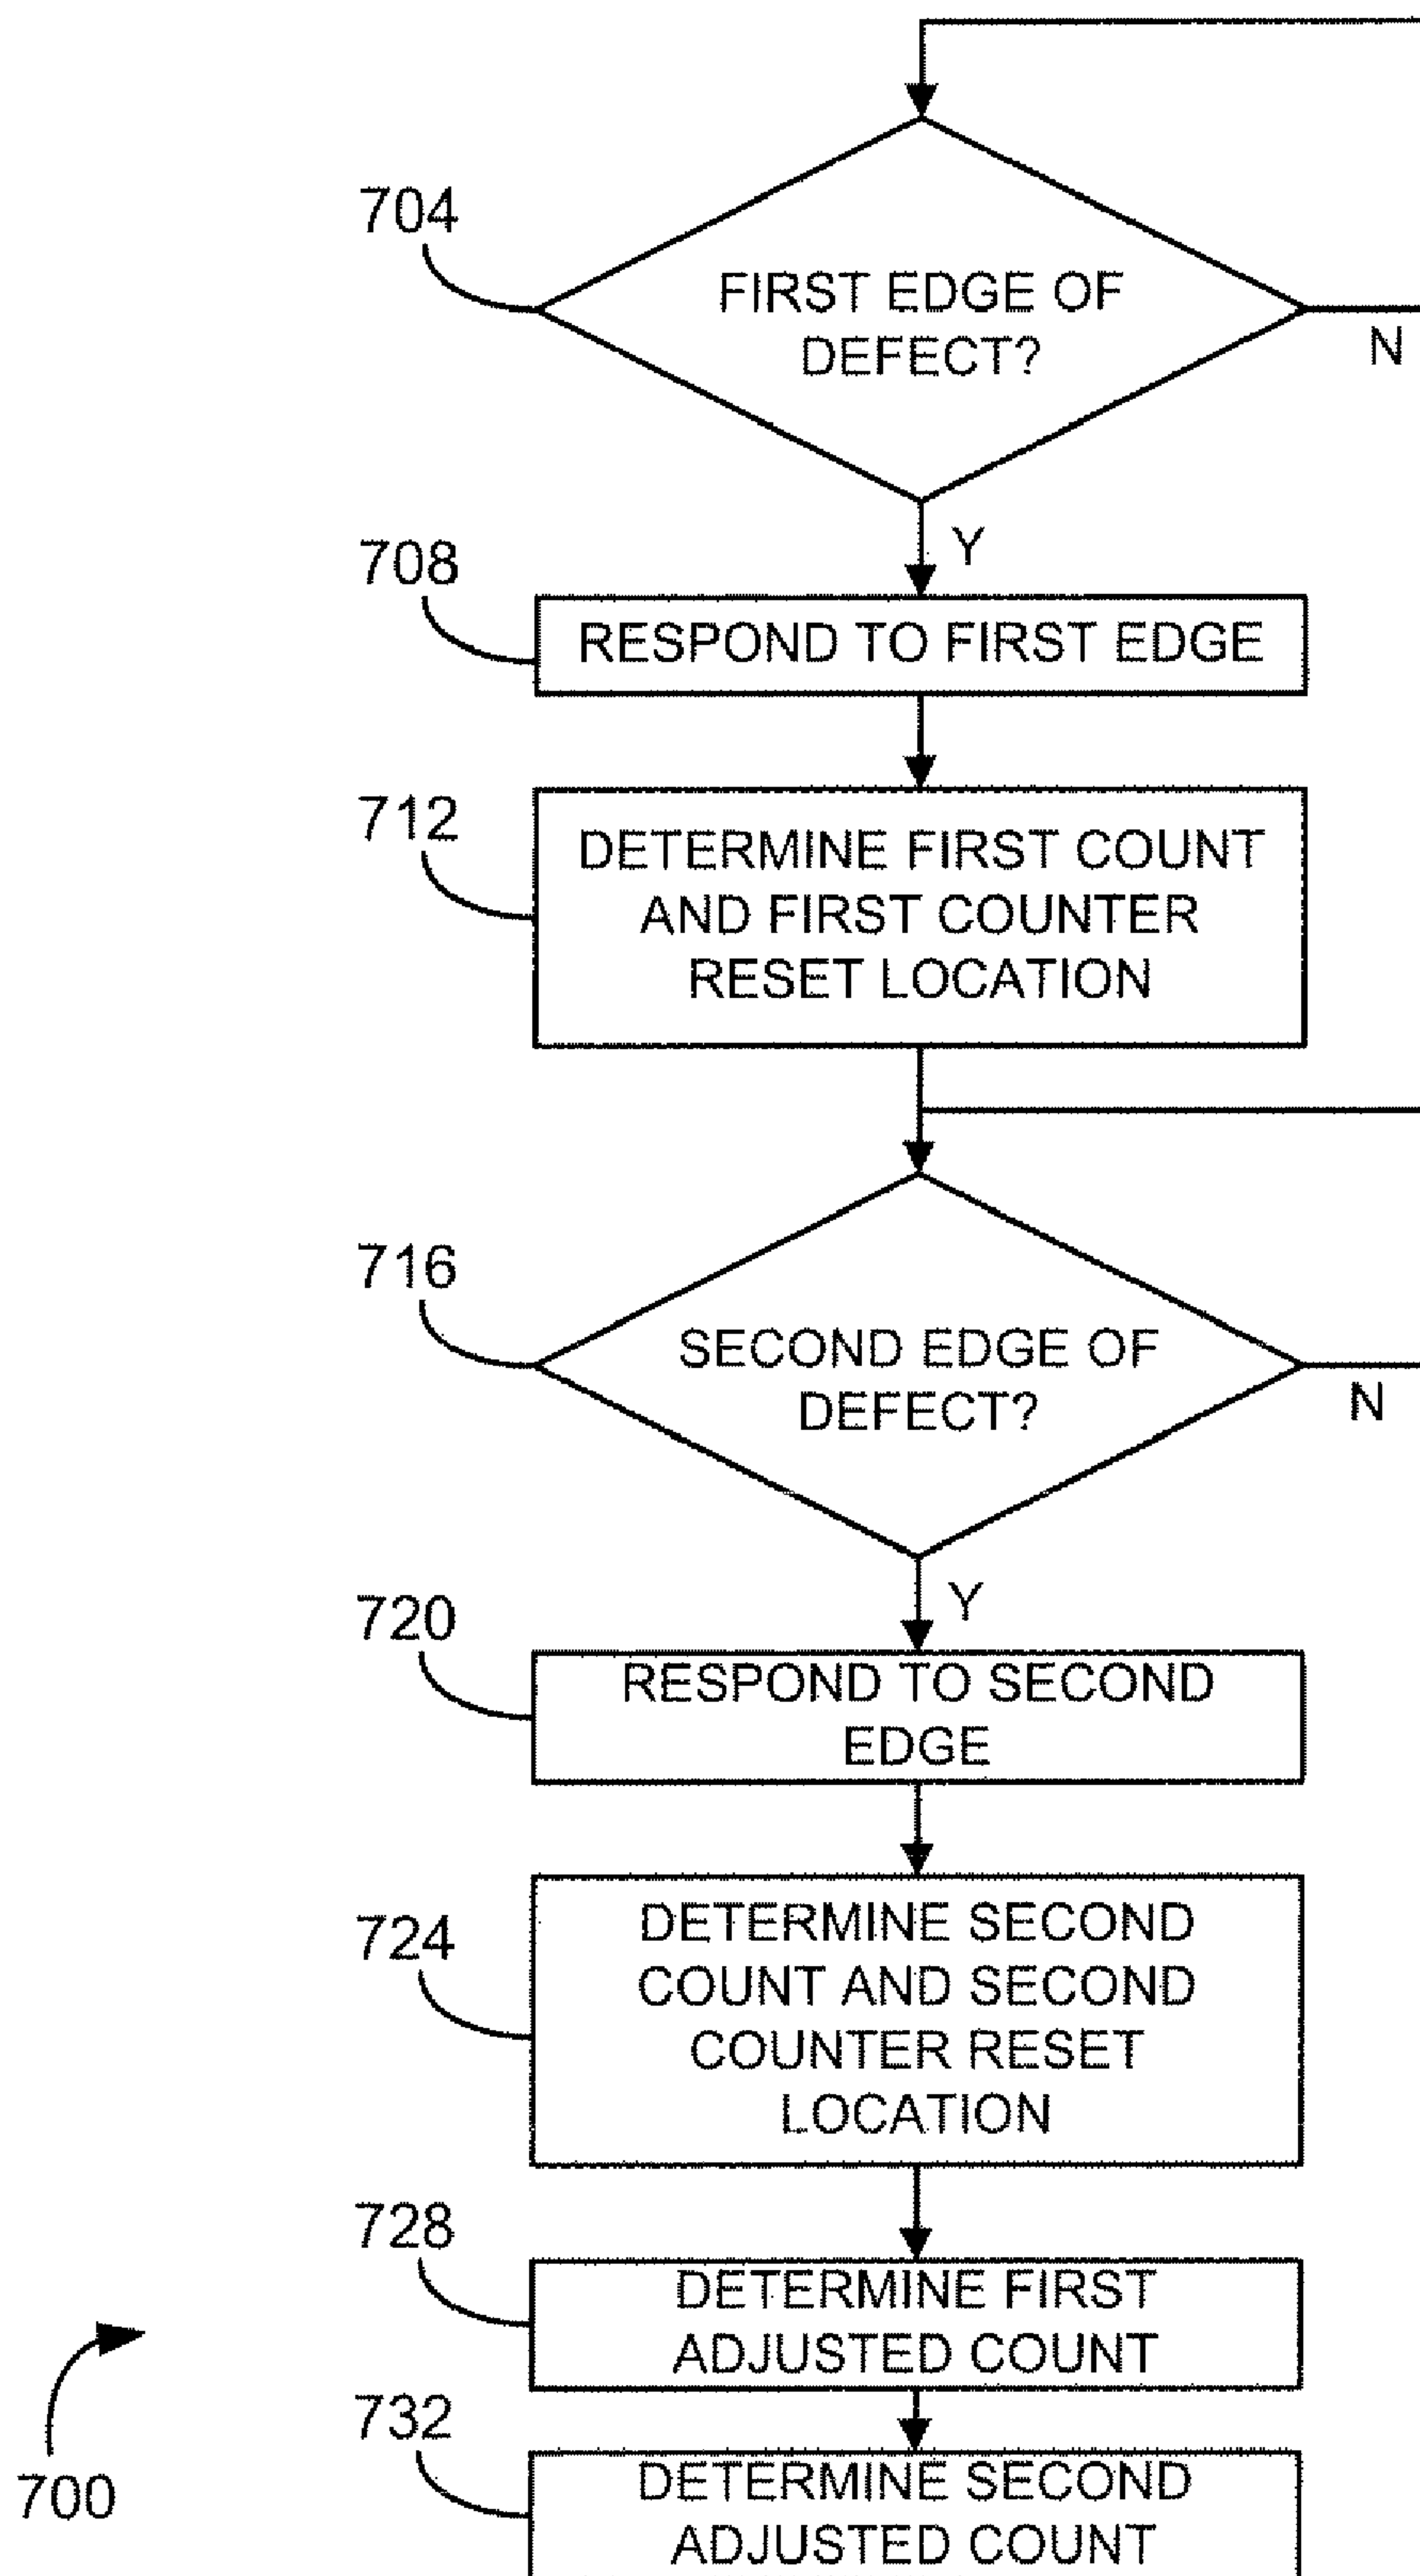 704
FIRST EDGE OF
DEFECT?
N
Y
708
RESPOND TO FIRST EDGE
712
DETERMINE FIRST COUNT
AND FIRST COUNTER
RESET LOCATION
716
SECOND EDGE OF
DEFECT?
N
Y
720
RESPOND TO SECOND
EDGE
724
DETERMINE SECOND
COUNT AND SECOND
COUNTER RESET
LOCATION
728
DETERMINE FIRST
ADJUSTED COUNT
732
DETERMINE SECOND
ADJUSTED COUNT
700